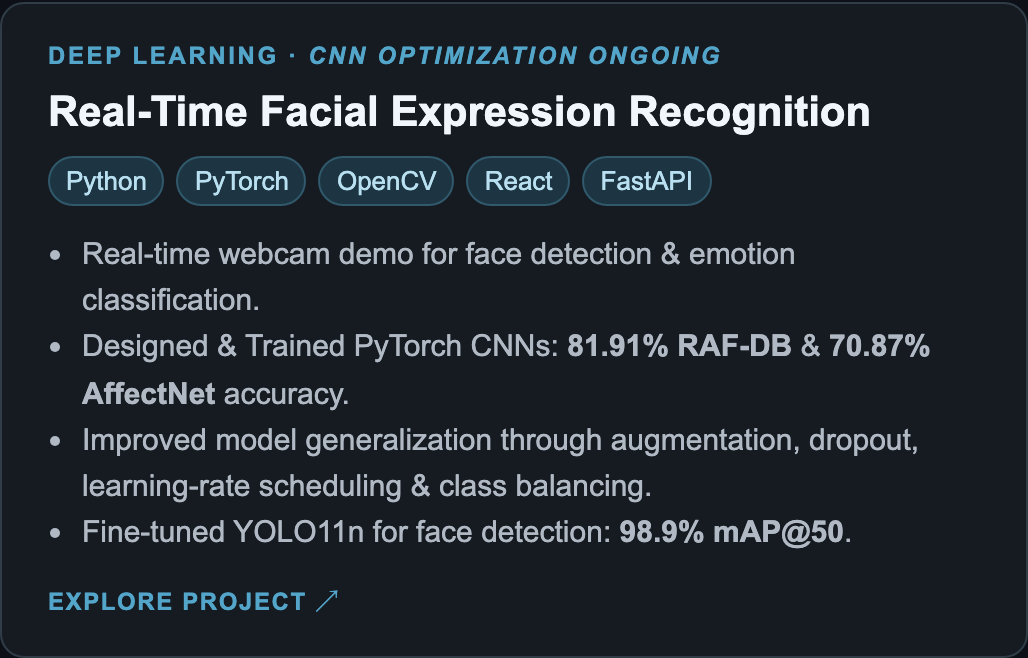 DEEP LEARNING · CNN OPTIMIZATION ONGOING
Real-Time Facial Expression Recognition
Python PyTorch OpenCV React FastAPI
• Real-time webcam demo for face detection & emotion
classification.
• Designed & Trained PyTorch CNNs: 81.91% RAF-DB & 70.87%
AffectNet accuracy.
• Improved model generalization through augmentation, dropout,
learning-rate scheduling & class balancing.
• Fine-tuned YOLO11n for face detection: 98.9% mAP@50.
EXPLORE PROJECT ↗